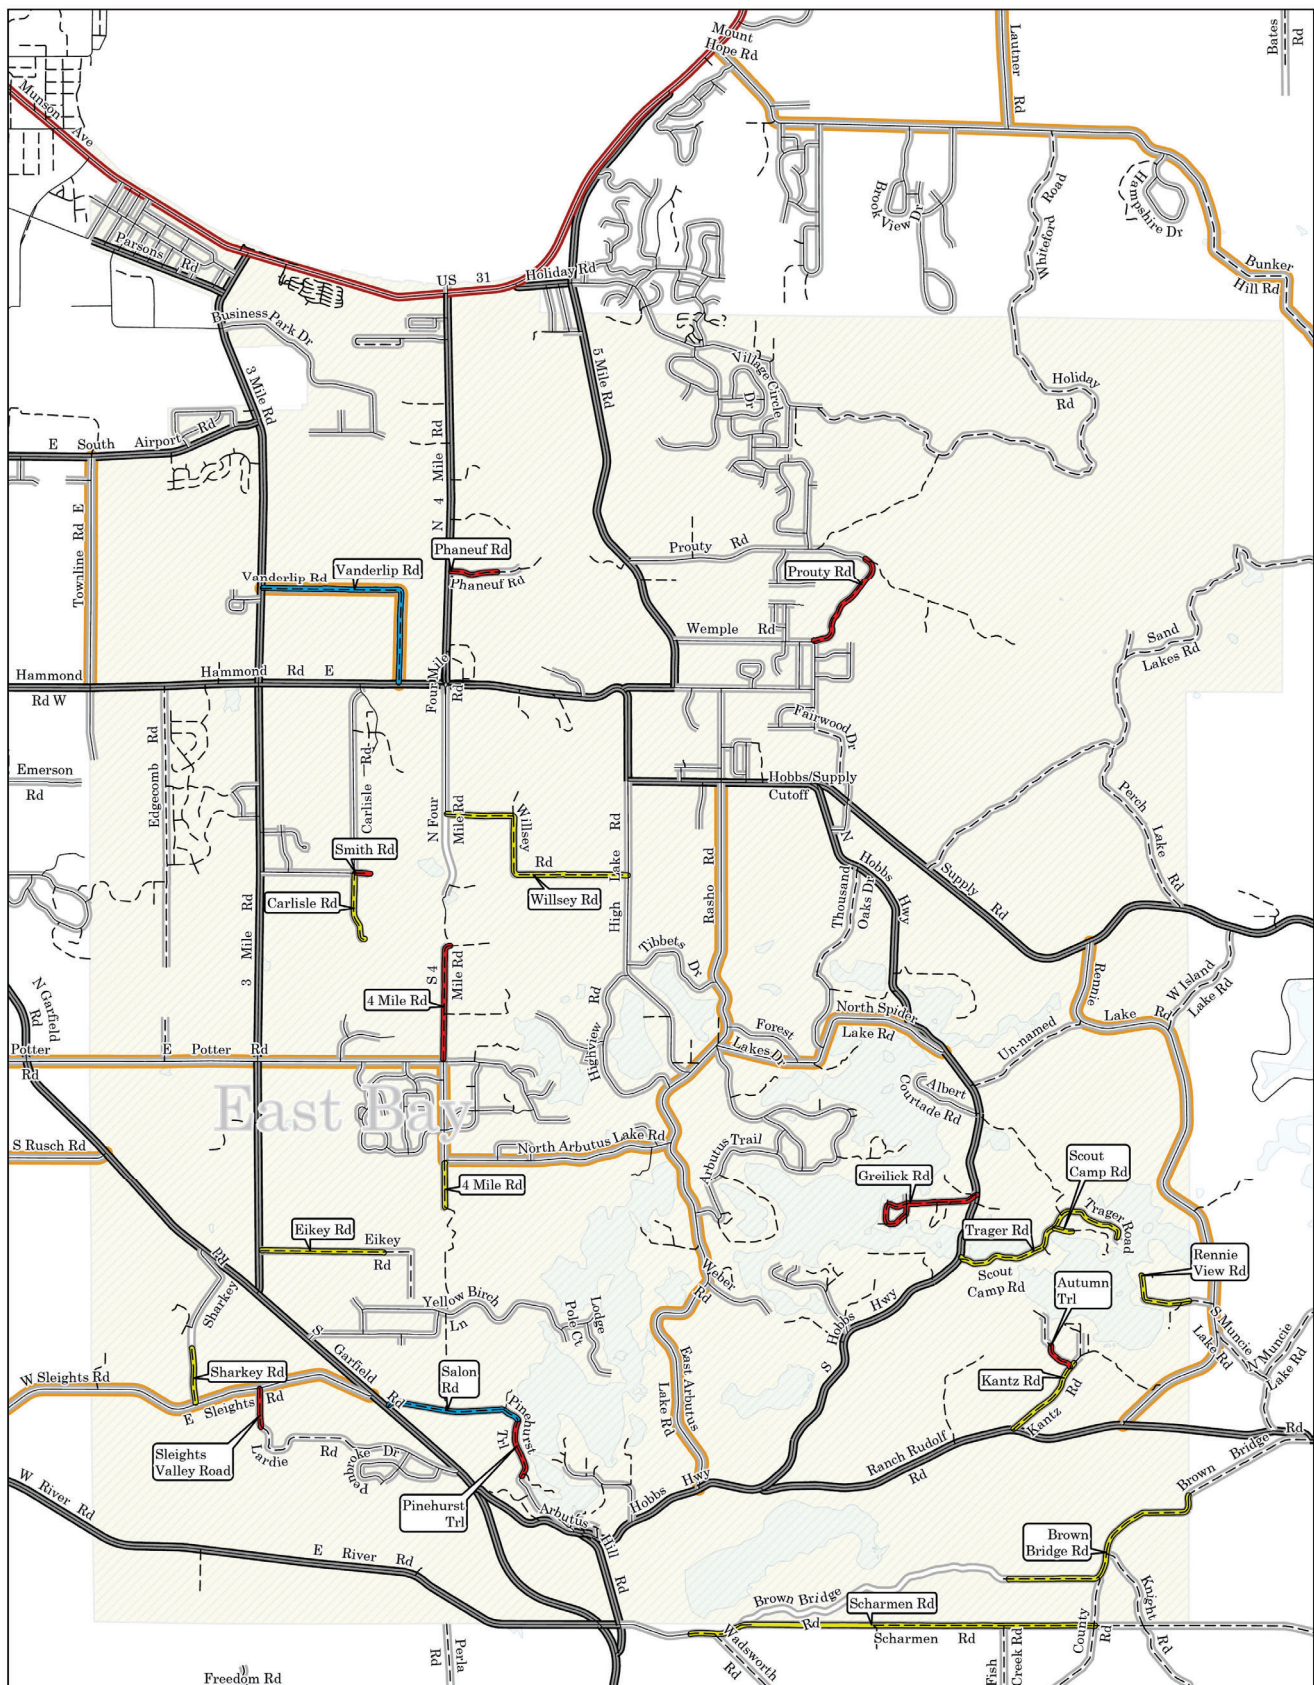 Mount
Hope Rd
Lautner
Rd
Bates
Rd
Munson Ave
Parsons Rd
Brook
View Dr
Whiteford Road
Hampshire Dr
Bunker
Hill Rd
US 31
Holiday Rd
Business Park Dr
3 Mile Rd
N 4 Mile Rd
5 Mile Rd
Village Circle
Dr
Holiday
Rd
E South Airport Rd
Townline Rd E
Phaneuf Rd
Phaneuf Rd
Vanderlip Rd
Vanderlip Rd
Prouty Rd
Prouty Rd
Wemple Rd
Sand
Lakes Rd
Hammond
Rd W
Hammond Rd E
Four Mile
Rd
Fairwood Dr
Emerson
Rd
Edgecomb Rd
Carlisle Rd
N Four
Mile Rd
Willsey
Rd
Hobbs/Supply
Cutoff
N Hobbs Hwy
Perch Lake Rd
Supply Rd
Smith Rd
Carlisle Rd
Willsey Rd
High Lake Rd
Rasho Rd
Thousand
Oaks Dr
3 Mile Rd
S 4
Mile Rd
4 Mile Rd
Tibbets
Dr
Highview Rd
N Garfield
Rd
Potter
Rd
E Potter Rd
Forest
Lakes Dr
North Spider
Lake Rd
Rennie
Lake Rd
W Island
Lake Rd
Un-named
East Bay
Albert
Courtade Rd
S Rusch Rd
North Arbutus Lake Rd
Arbutus Trail
4 Mile Rd
Greilick Rd
Scout
Camp Rd
Trager Rd
Trager Road
Scout
Camp Rd
Eikey Rd
Eikey
Rd
Rennie
View Rd
Autumn
Trl
Sharkey
Rd
Yellow Birch
Ln
Lodge
Pole Ct
Weber
Rd
S Hobbs Hwy
S Muncie
Lake Rd
N Muncie
Lake Rd
S Garfield
Rd
W Sleights Rd
Sharkey Rd
E Sleights Rd
Salon
Rd
East Arbutus
Lake Rd
Kantz Rd
Kantz Rd
Sleights
Valley Road
Lardie Rd
Penbroke Dr
Pinehurst
Trl
Pinehurst
Trl
Ranch Rudolf
Rd
Brown
Bridge Rd
W River Rd
Arbutus Hill
Rd
Hobbs Hwy
E River Rd
Brown
Bridge Rd
Brown Bridge
Rd
Scharmen Rd
Scharmen Rd
Knight
Rd
County
Rd
Perla
Rd
Wadsworth
Rd
Fish
Creek Rd
Freedom Rd